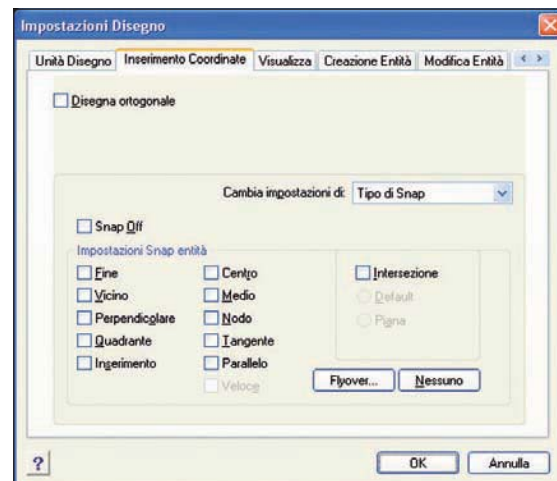 Impostazioni Disegno
Unità Disegno Inserimento Coordinate Visualizza Creazione Entità Modifica Entità
Disegna ortogonale
Cambia impostazioni di: Tipo di Snap
Snap Off
Impostazioni Snap entità
Fine Centro Intersezione
Vicino Medio Default
Perpendicolare Nodo Piana
Quadrante Tangente
Inserimento Parallelo
Veloce Flyover... Nessuno
? OK Annulla